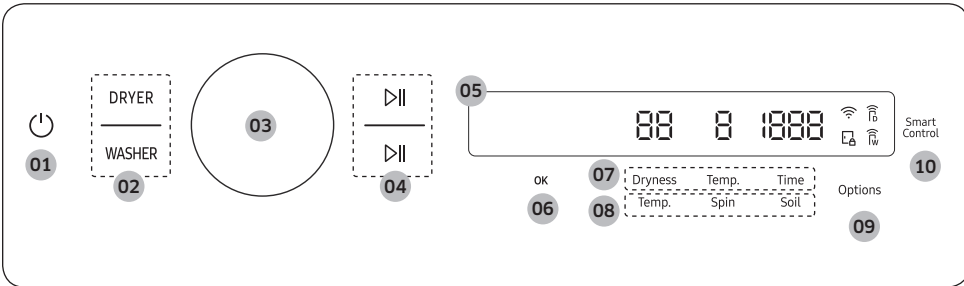 DRYER
WASHER
01
02
03
04
05
88 8 1888
D
W
Smart
Control
10
OK
06
07
Dryness Temp. Time
08
Temp. Spin Soil
Options
09